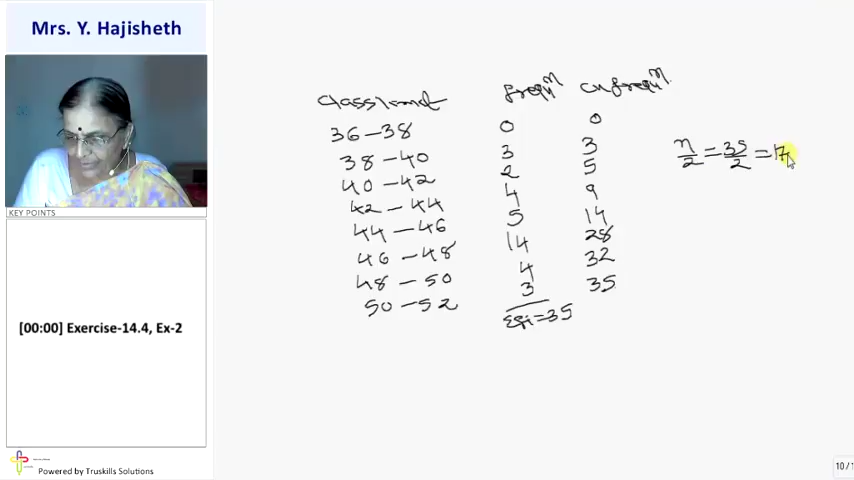 Mrs. Y. Hajisheth
KEY POINTS
[00:00] Exercise-14.4, Ex-2
Powered by Truskills Solutions
Class limit freqⁿ cu freqⁿ
36-38 0 0
38-40 3 3
40-42 2 5
42-44 4 9
44-46 5 14
46-48 14 28
48-50 4 32
50-52 3 35
Σfi=35
n/2=35/2=17
10/1